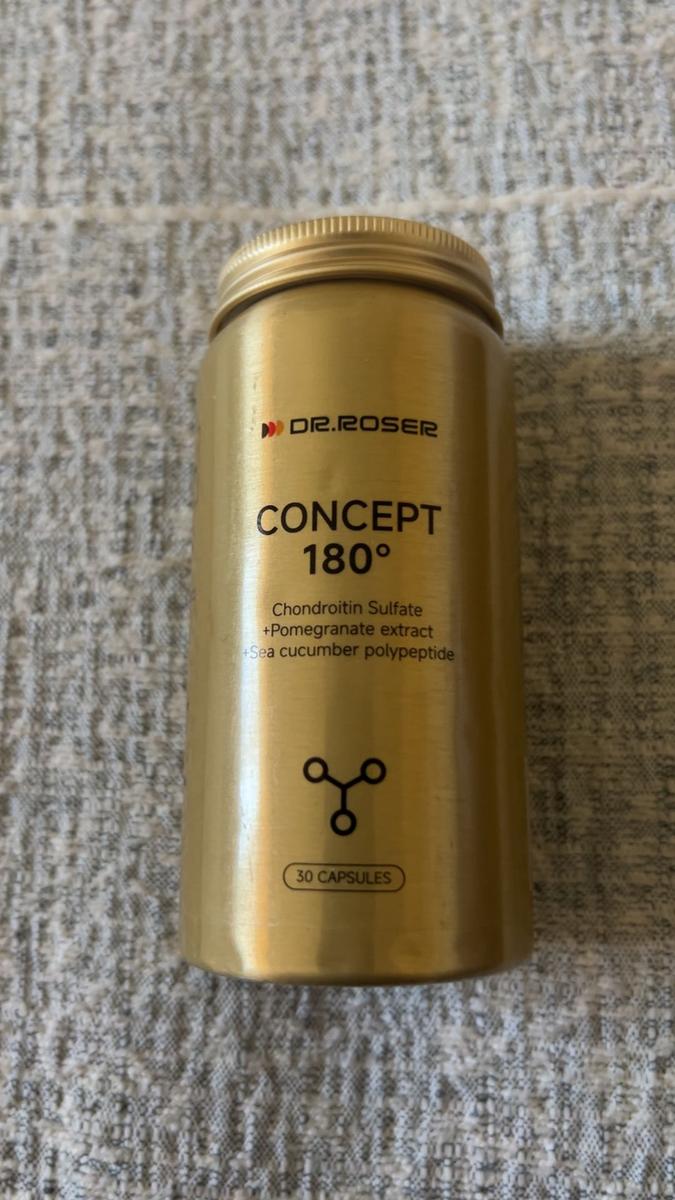 DR.ROSER
CONCEPT
180°
Chondroitin Sulfate
+Pomegranate extract
+Sea cucumber polypeptide
30 CAPSULES